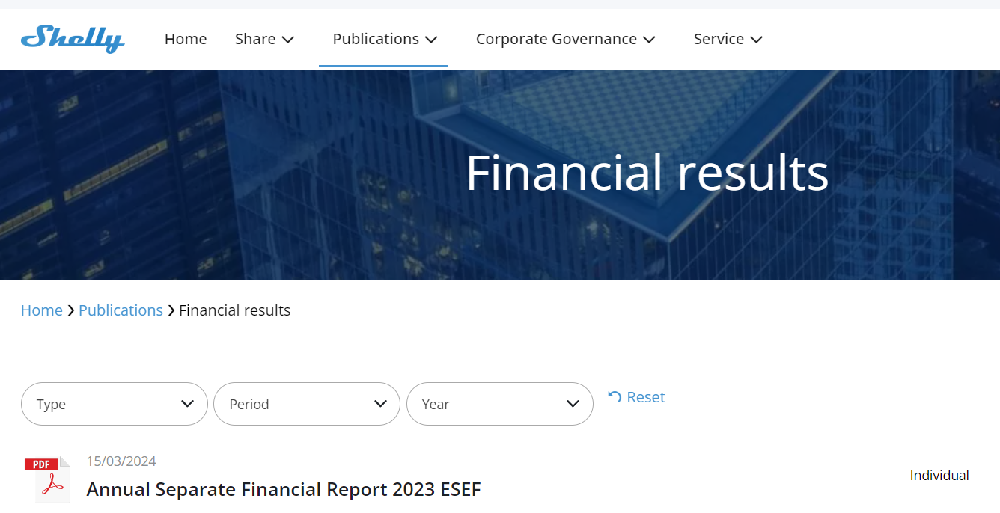 Shelly Home Share Publications Corporate Governance Service
Financial results
Home Publications Financial results
Type Period Year Reset
PDF 15/03/2024
Annual Separate Financial Report 2023 ESEF
Individual